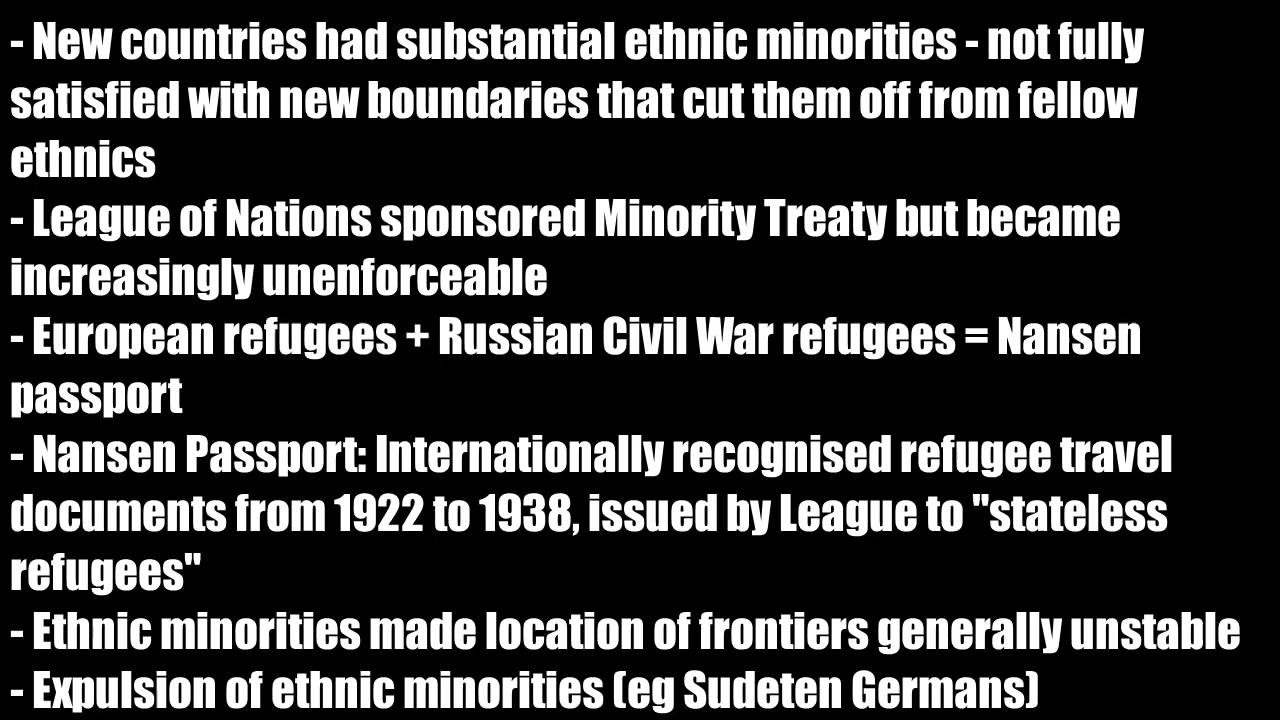 - New countries had substantial ethnic minorities - not fully
satisfied with new boundaries that cut them off from fellow
ethnics
- League of Nations sponsored Minority Treaty but became
increasingly unenforceable
- European refugees + Russian Civil War refugees = Nansen
passport
- Nansen Passport: Internationally recognised refugee travel
documents from 1922 to 1938, issued by League to "stateless
refugees"
- Ethnic minorities made location of frontiers generally unstable
- Expulsion of ethnic minorities (eg Sudeten Germans)